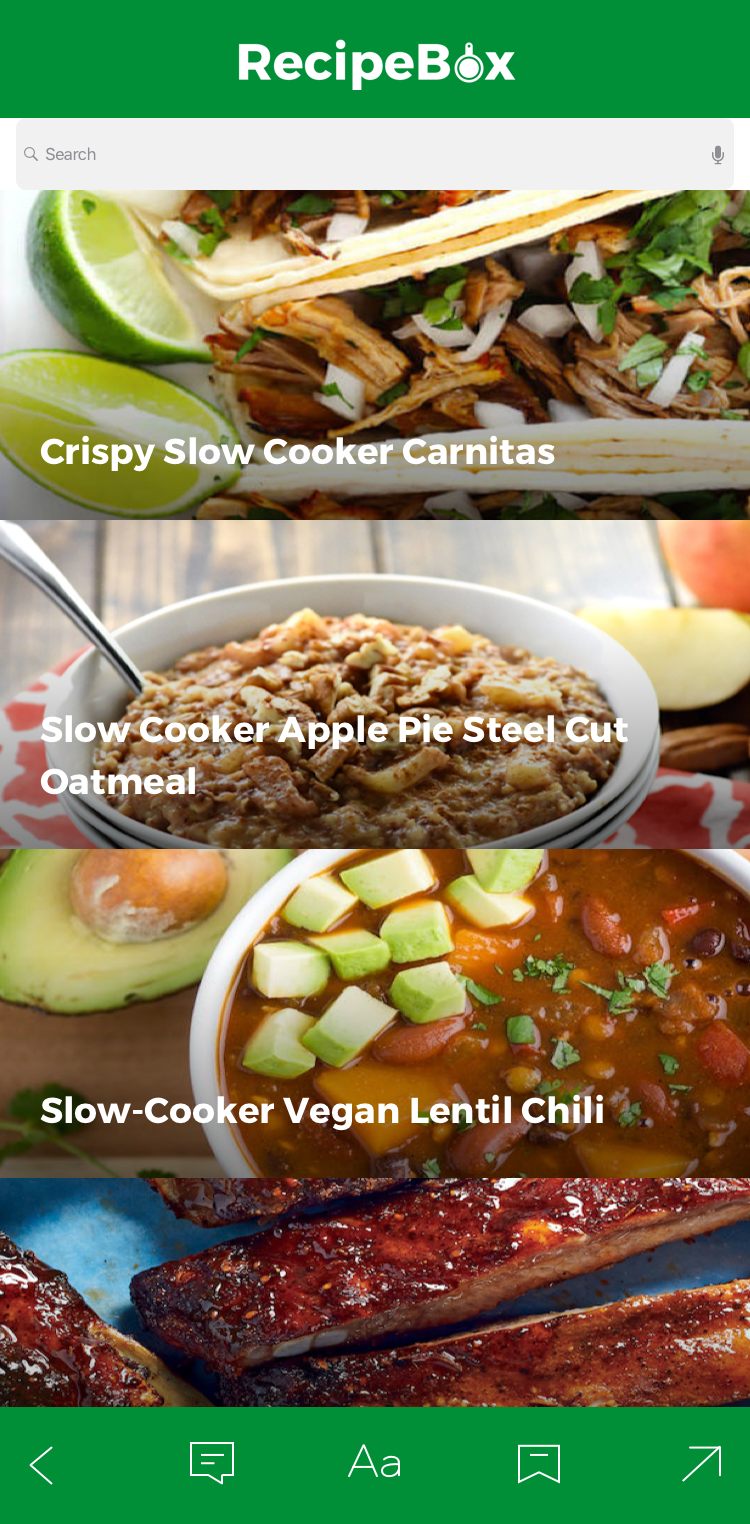 RecipeBox
Search
Crispy Slow Cooker Carnitas
Slow Cooker Apple Pie Steel Cut
Oatmeal
Slow-Cooker Vegan Lentil Chili
Aa